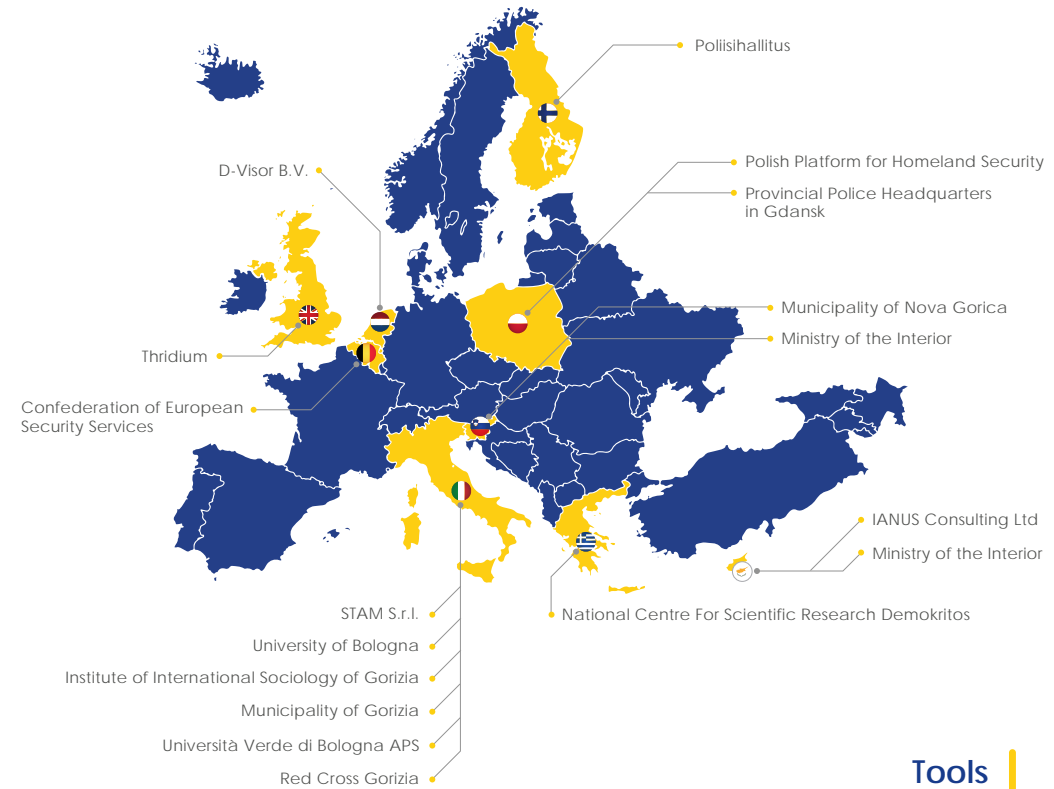 Poliisihallitus
D-Visor B.V.
Polish Platform for Homeland Security
Provincial Police Headquarters
in Gdansk
Municipality of Nova Gorica
Ministry of the Interior
Thridium
Confederation of European
Security Services
IANUS Consulting Ltd
Ministry of the Interior
National Centre For Scientific Research Demokritos
STAM S.r.l.
University of Bologna
Institute of International Sociology of Gorizia
Municipality of Gorizia
Università Verde di Bologna APS
Red Cross Gorizia
Tools